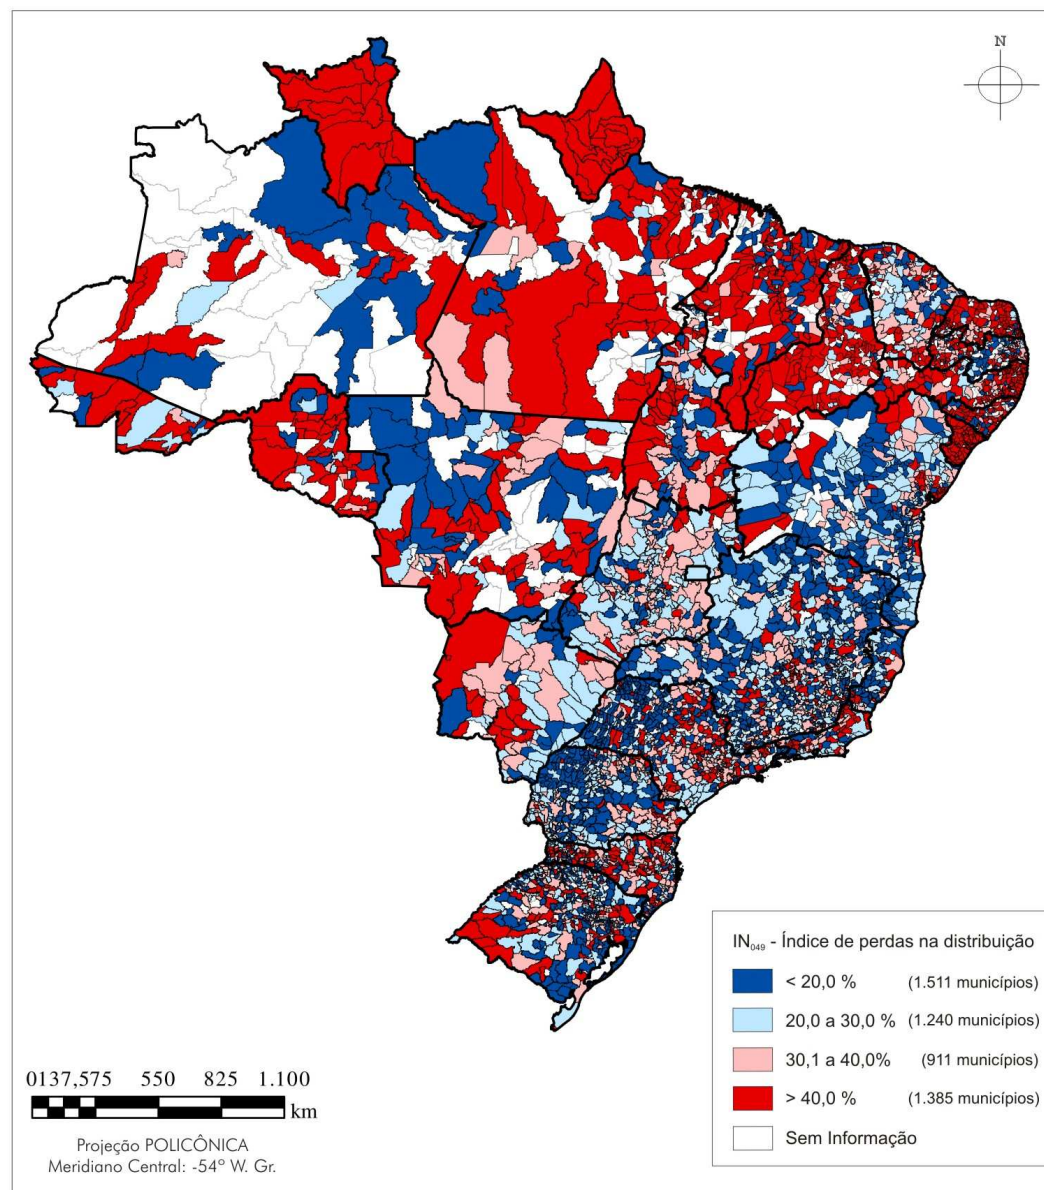 N
IN049 - Índice de perdas na distribuição
< 20,0 % (1.511 municípios)
20,0 a 30,0 % (1.240 municípios)
30,1 a 40,0% (911 municípios)
> 40,0 % (1.385 municípios)
Sem Informação
0137,575 550 825 1.100
km
Projeção POLICÔNICA
Meridiano Central: -54º W. Gr.